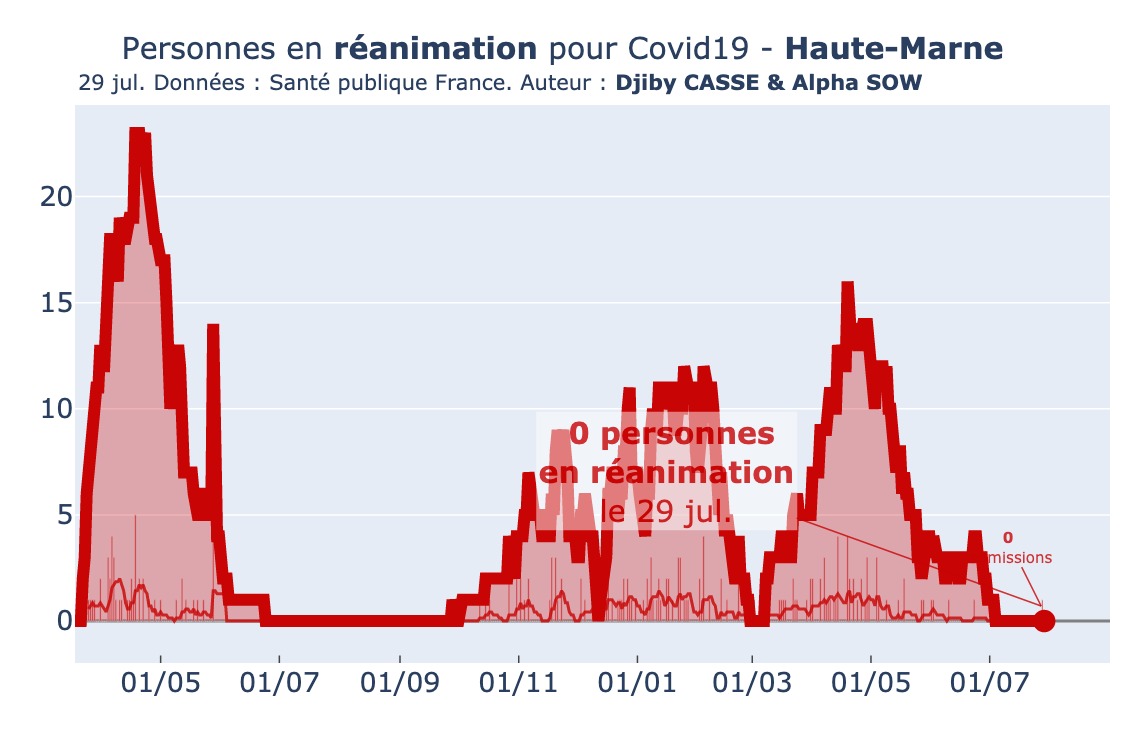 Personnes en réanimation pour Covid19 - Haute-Marne
29 jul. Données : Santé publique France. Auteur : Djiby CASSE & Alpha SOW
20
15
10
5
0
0 personnes
en réanimation
le 29 jul.
0
missions
01/05 01/07 01/09 01/11 01/01 01/03 01/05 01/07